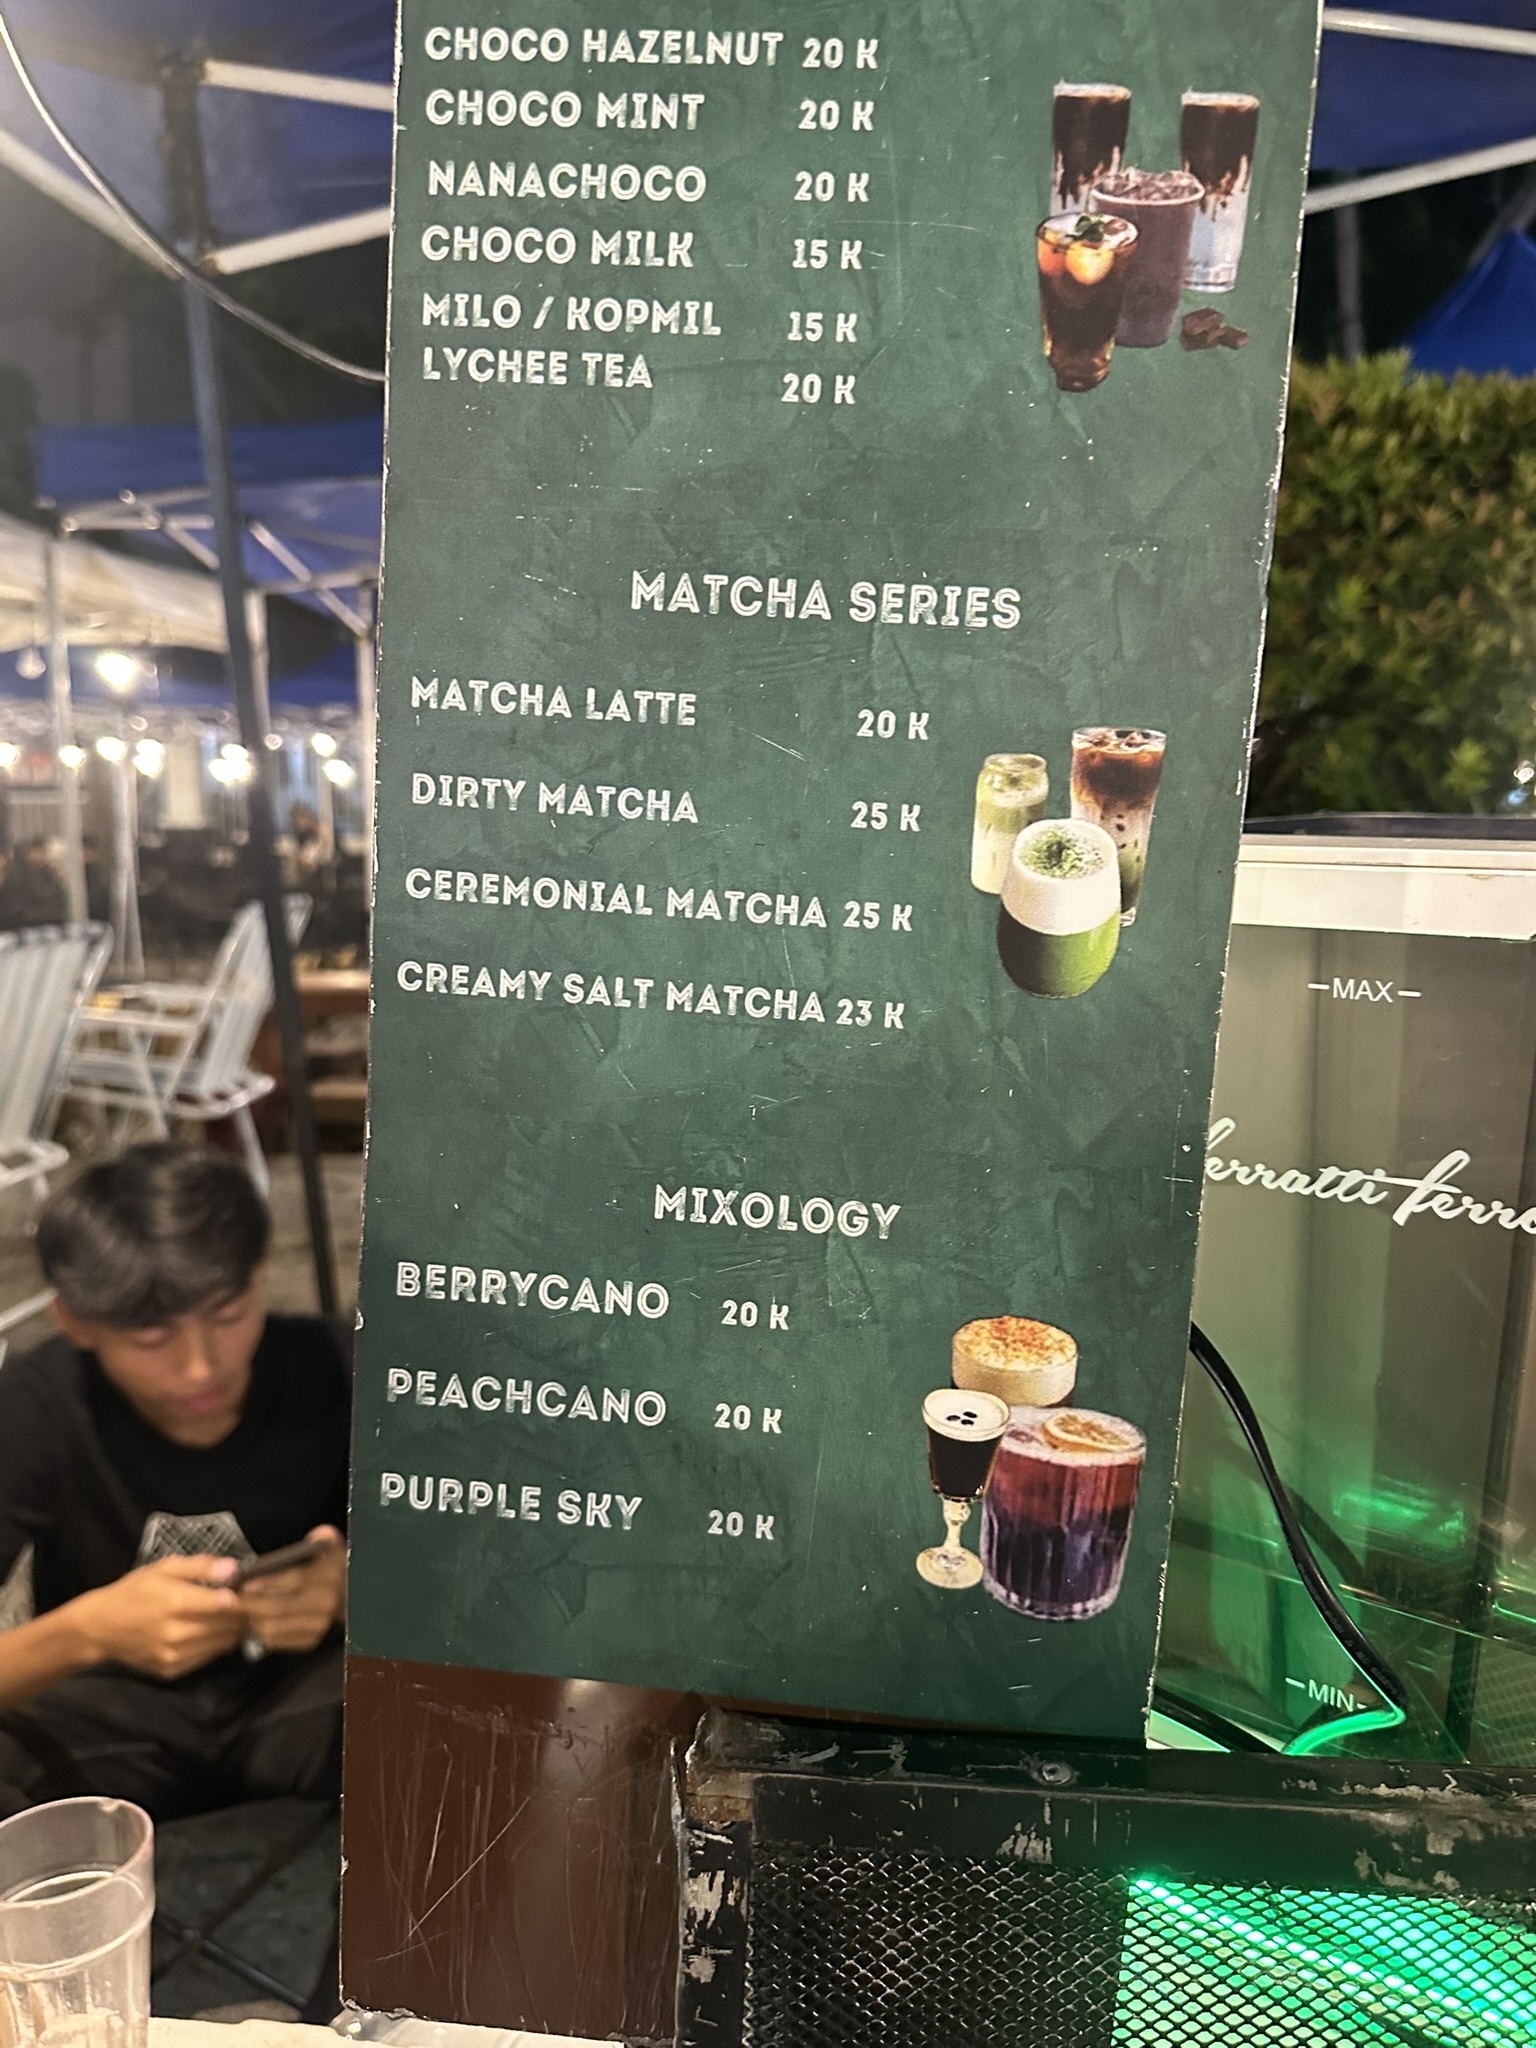 CHOCO HAZELNUT 20 K
CHOCO MINT 20 K
NANACHOCO 20 K
CHOCO MILK 15 K
MILO / KOPMIL 15 K
LYCHEE TEA 20 K
MATCHA SERIES
MATCHA LATTE 20 K
DIRTY MATCHA 25 K
CEREMONIAL MATCHA 25 K
CREAMY SALT MATCHA 23 K
MIXOLOGY
BERRYCANO 20 K
PEACHCANO 20 K
PURPLE SKY 20 K
-MAX-
-MIN-